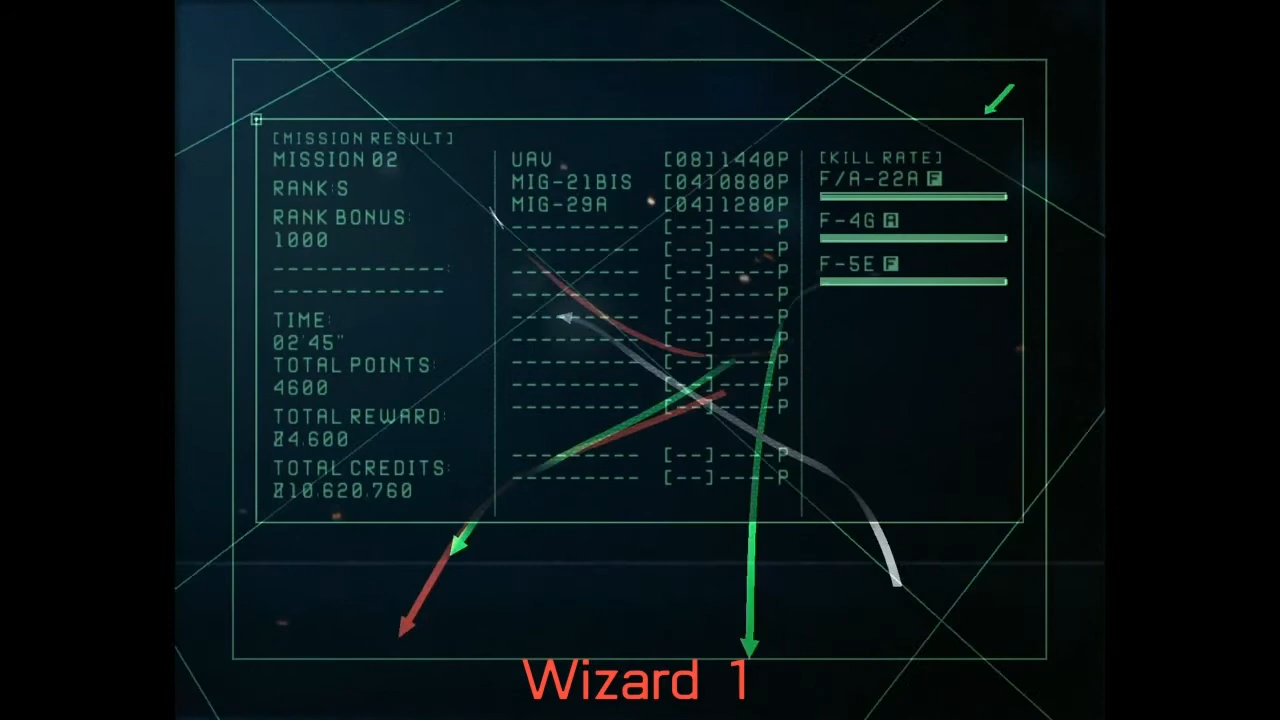 [MISSION RESULT]
MISSION 02
RANK:S
RANK BONUS:
1000
-------------:
-------------
TIME:
02'45"
TOTAL POINTS:
4600
TOTAL REWARD:
Z4,600
TOTAL CREDITS:
Z10,620,760
UAV [08]1440P
MIG-21BIS [04]0880P
MIG-29A [04]1280P
--------- [--]----P
--------- [--]----P
--------- [--]----P
--------- [--]----P
--------- [--]----P
--------- [--]----P
--------- [--]----P
--------- [--]----P
--------- [--]----P
--------- [--]----P
--------- [--]----P
[KILL RATE]
F/A-22A F
F-4G A
F-5E F
Wizard 1